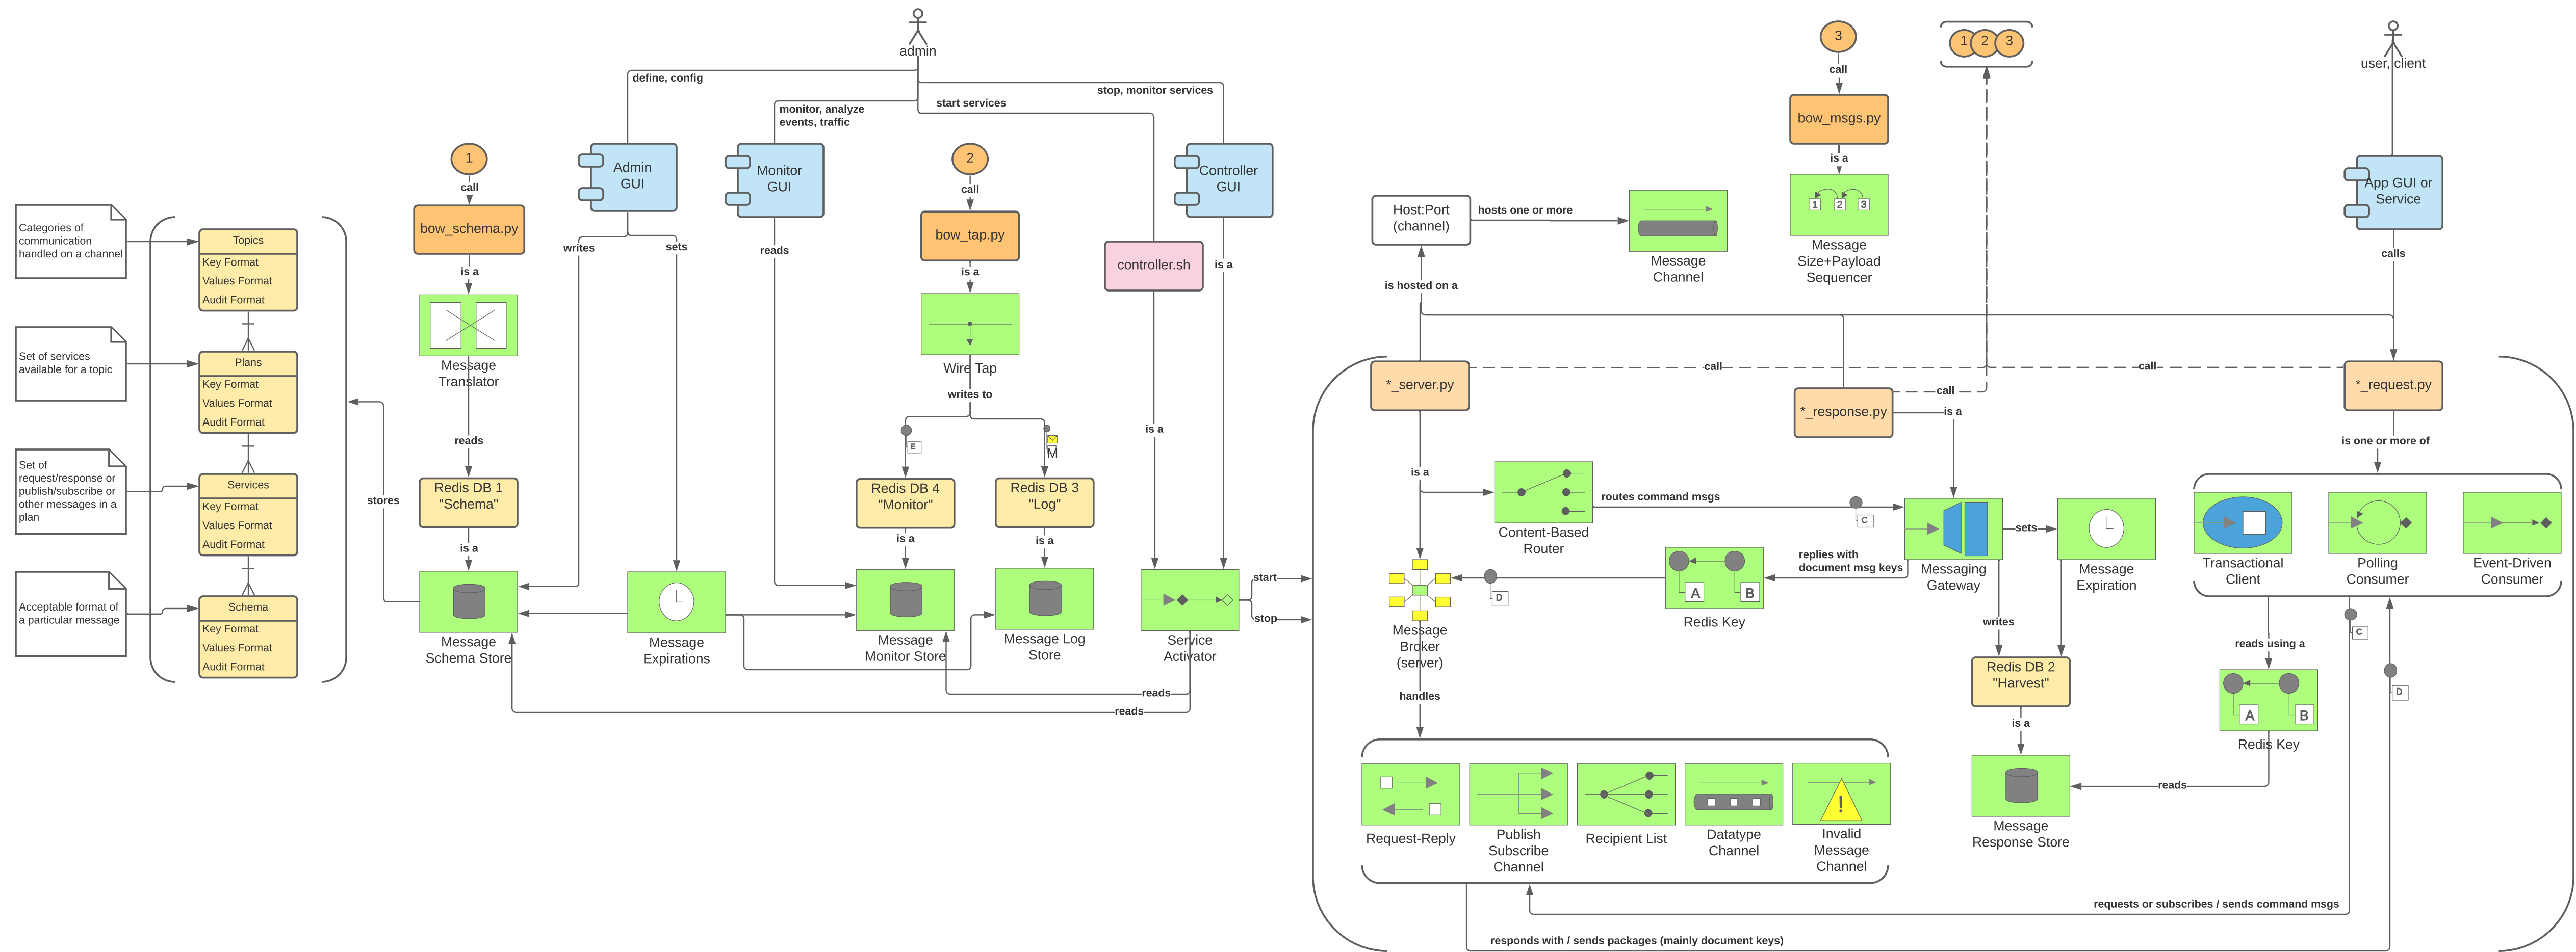 admin
define, config
monitor, analyze
events, traffic
start services
stop, monitor services
1
call
bow_schema.py
is a
Message
Translator
reads
Redis DB 1
"Schema"
is a
Message
Schema Store
stores
Categories of
communication
handled on a channel
Set of services
available for a topic
Set of
request/response or
publish/subscribe or
other messages in a
plan
Acceptable format of
a particular message
Topics
Key Format
Values Format
Audit Format
Plans
Key Format
Values Format
Audit Format
Services
Key Format
Values Format
Audit Format
Schema
Key Format
Values Format
Audit Format
Admin
GUI
writes
sets
Message
Expirations
Monitor
GUI
reads
2
call
bow_tap.py
is a
Wire Tap
writes to
E
M
Redis DB 4
"Monitor"
is a
Message
Monitor Store
Redis DB 3
"Log"
is a
Message Log
Store
Controller
GUI
controller.sh
is a
is a
Service
Activator
reads
reads
start
stop
3
call
bow_msgs.py
is a
1
2
3
Message
Size+Payload
Sequencer
1
2
3
user, client
App GUI or
Service
calls
Host:Port
(channel)
hosts one or more
Message
Channel
is hosted on a
*_server.py
call
call
*_request.py
*_response.py
call
is a
is a
is one or more of
Content-Based
Router
routes command msgs
C
Messaging
Gateway
sets
Message
Expiration
replies with
document msg keys
A
B
Redis Key
D
Message
Broker
(server)
handles
writes
Redis DB 2
"Harvest"
is a
Message
Response Store
Transactional
Client
Polling
Consumer
Event-Driven
Consumer
C
D
reads using a
A
B
Redis Key
reads
Request-Reply
Publish
Subscribe
Channel
Recipient List
Datatype
Channel
!
Invalid
Message
Channel
requests or subscribes / sends command msgs
responds with / sends packages (mainly document keys)